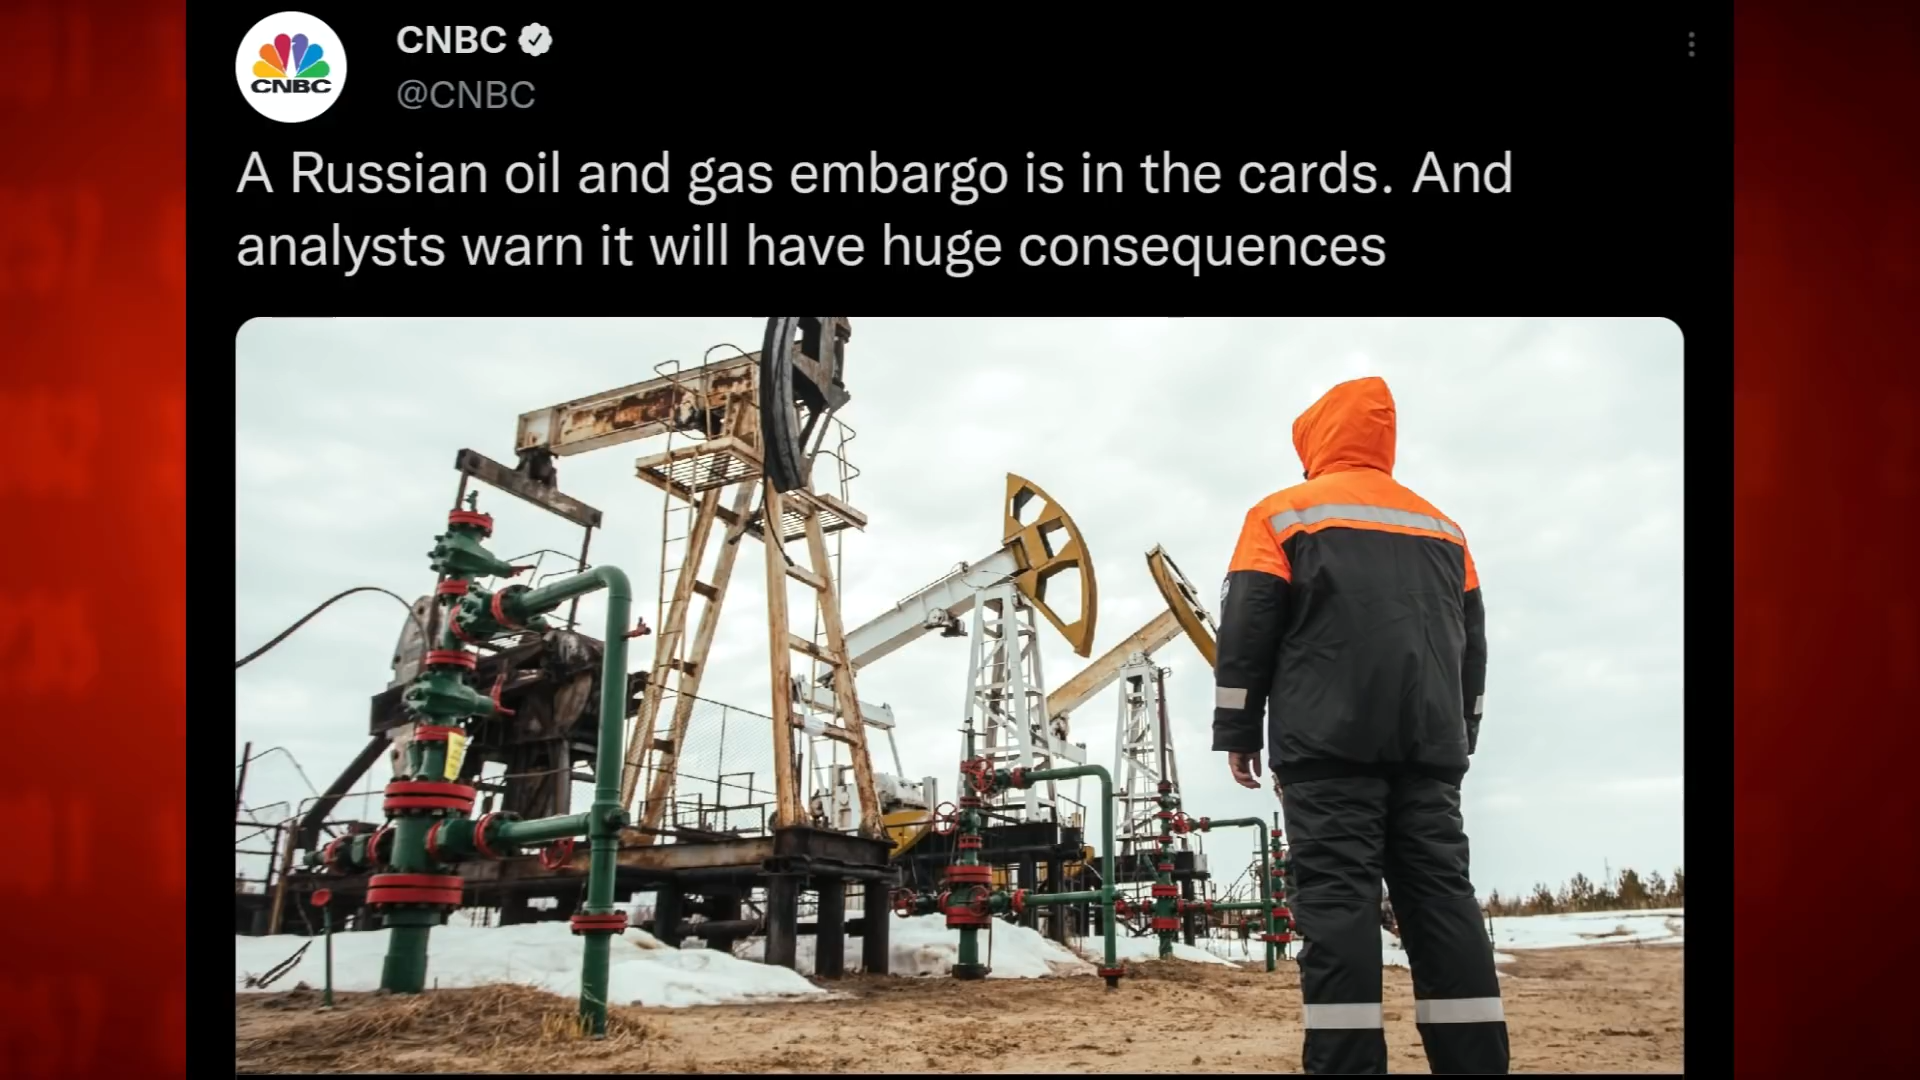 CNBC
CNBC
@CNBC
A Russian oil and gas embargo is in the cards. And
analysts warn it will have huge consequences